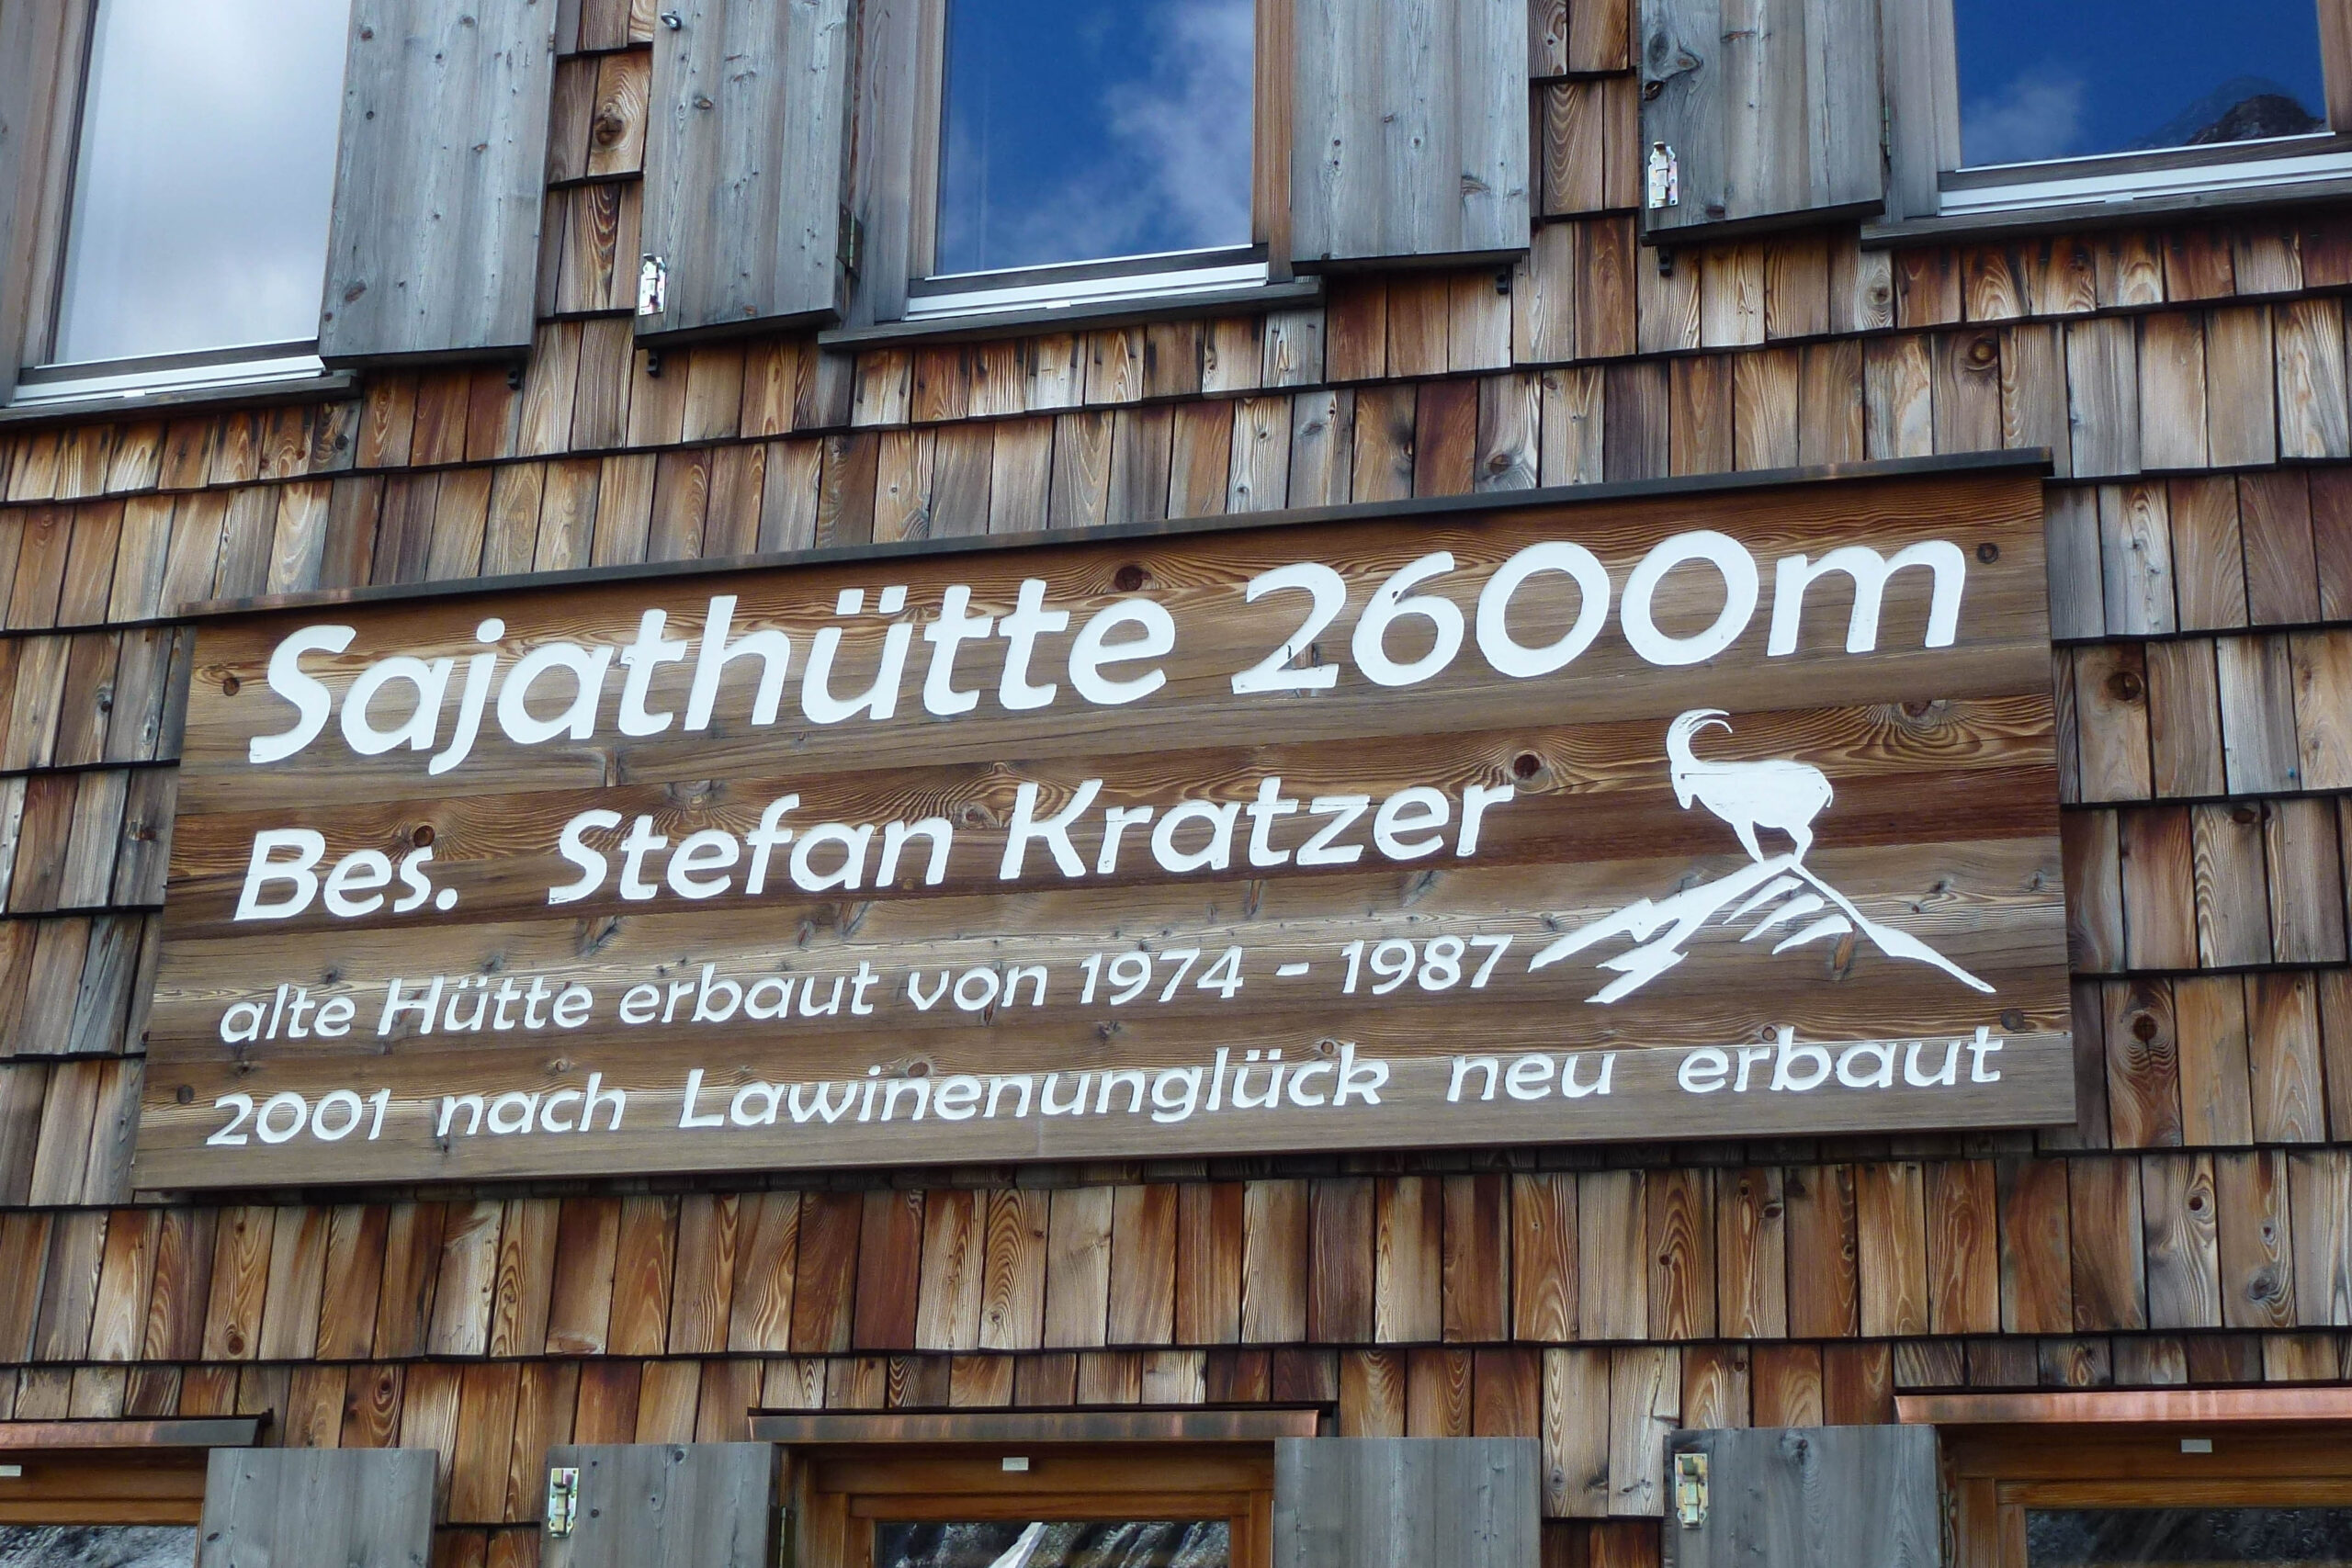 Sajathütte 2600m
Bes. Stefan Kratzer
alte Hütte erbaut von 1974 - 1987
2001 nach Lawinenunglück neu erbaut